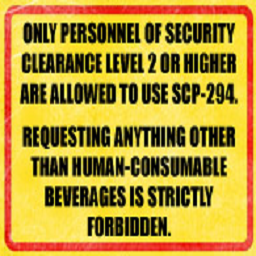 ONLY PERSONNEL OF SECURITY
CLEARANCE LEVEL 2 OR HIGHER
ARE ALLOWED TO USE SCP-294.
REQUESTING ANYTHING OTHER
THAN HUMAN-CONSUMABLE
BEVERAGES IS STRICTLY
FORBIDDEN.